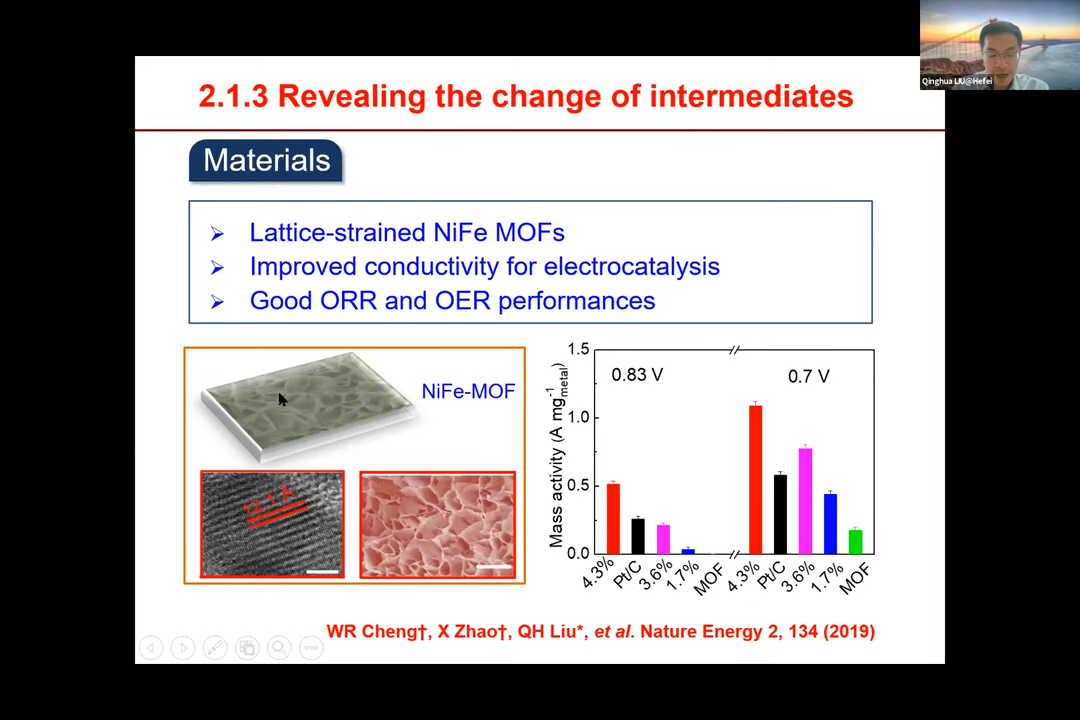 Qinghua LIU@Hefei
2.1.3 Revealing the change of intermediates
Materials
➢ Lattice-strained NiFe MOFs
➢ Improved conductivity for electrocatalysis
➢ Good ORR and OER performances
NiFe-MOF
12.1 Å
Mass activity (A mg⁻¹metal)
1.5
1.0
0.5
0.0
0.83 V
0.7 V
4.3% Pt/C 3.6% 1.7% MOF 4.3% Pt/C 3.6% 1.7% MOF
WR Cheng†, X Zhao†, QH Liu*, et al. Nature Energy 2, 134 (2019)